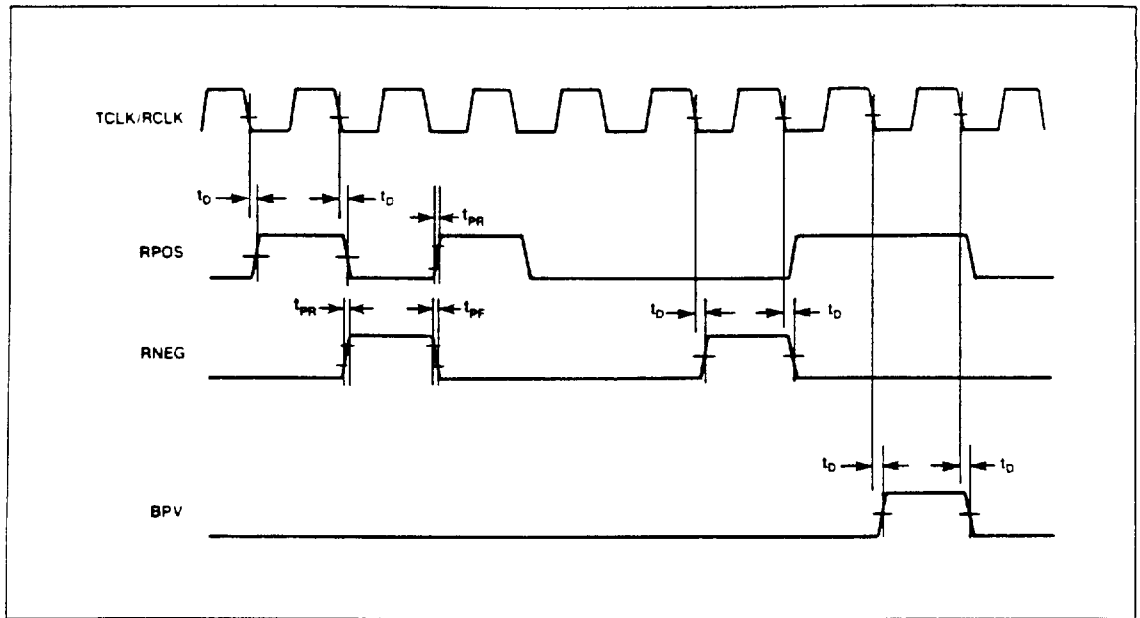 TCLK/RCLK
tD tD tPR
RPOS
tPR tPF tD tD
RNEG
tD tD
BPV